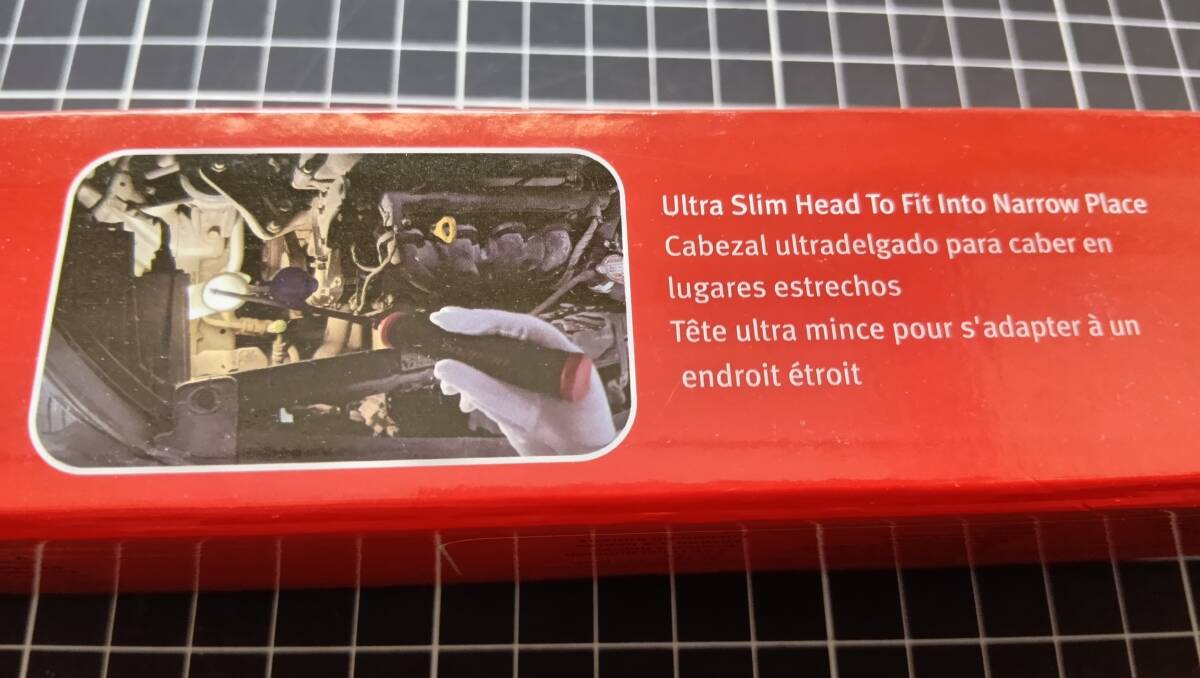 Ultra Slim Head To Fit Into Narrow Place
Cabezal ultradelgado para caber en
lugares estrechos
Tête ultra mince pour s'adapter à un
endroit étroit